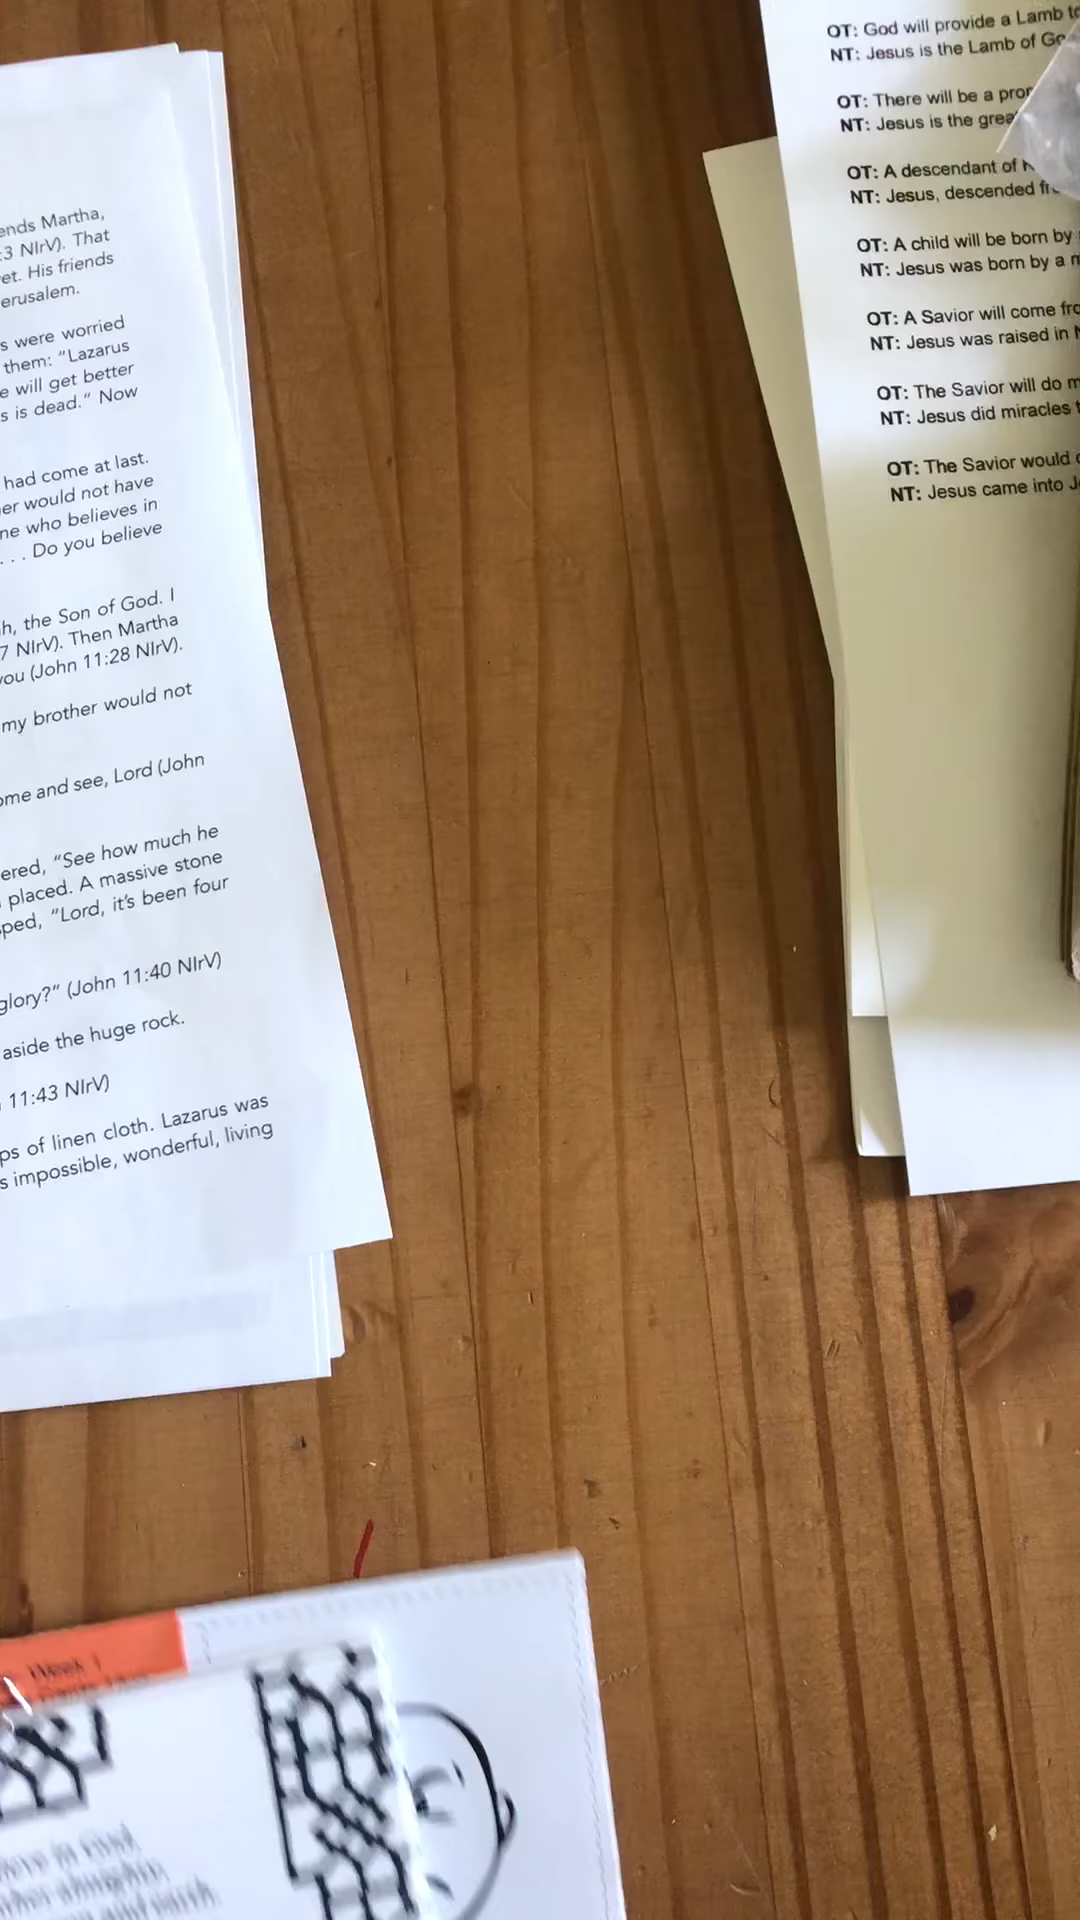 ends Martha,
:3 NIrV). That
et. His friends
erusalem.
s were worried
them: "Lazarus
e will get better
s is dead." Now
had come at last.
er would not have
ne who believes in
. . . Do you believe
h, the Son of God. I
7 NIrV). Then Martha
you (John 11:28 NIrV).
my brother would not
ome and see, Lord (John
ered, "See how much he
placed. A massive stone
ped, "Lord, it's been four
glory?" (John 11:40 NIrV)
aside the huge rock.
11:43 NIrV)
ps of linen cloth. Lazarus was
s impossible, wonderful, living
OT: God will provide a Lamb to
NT: Jesus is the Lamb of Go
OT: There will be a pro
NT: Jesus is the grea
OT: A descendant of
NT: Jesus, descended fr
OT: A child will be born by
NT: Jesus was born by a
OT: A Savior will come fro
NT: Jesus was raised in N
OT: The Savior will do m
NT: Jesus did miracles t
OT: The Savior would
NT: Jesus came into J
Week 1